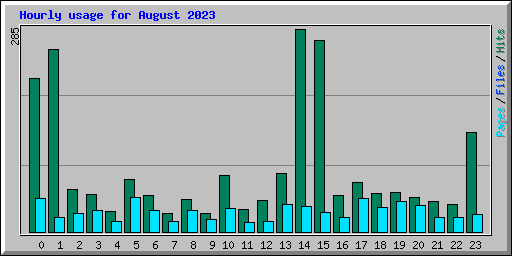 Hourly usage for August 2023
285
Pages/Files/Hits
0 1 2 3 4 5 6 7 8 9 10 11 12 13 14 15 16 17 18 19 20 21 22 23